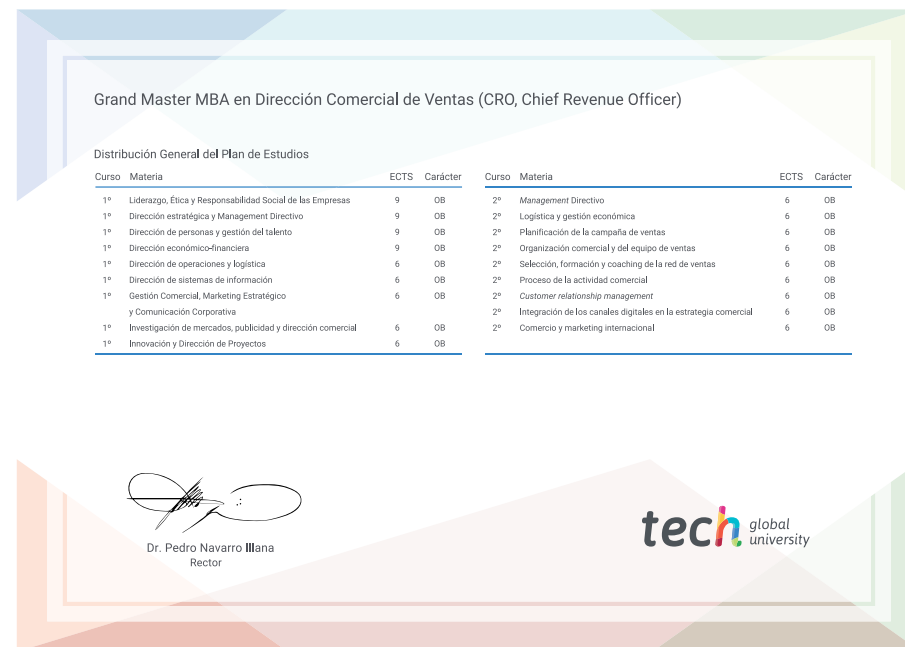 Grand Master MBA en Dirección Comercial de Ventas (CRO, Chief Revenue Officer)
Distribución General del Plan de Estudios
Curso Materia ECTS Carácter
1º Liderazgo, Ética y Responsabilidad Social de las Empresas 9 OB
1º Dirección estratégica y Management Directivo 9 OB
1º Dirección de personas y gestión del talento 9 OB
1º Dirección económico-financiera 9 OB
1º Dirección de operaciones y logística 6 OB
1º Dirección de sistemas de información 6 OB
1º Gestión Comercial, Marketing Estratégico 6 OB
y Comunicación Corporativa
1º Investigación de mercados, publicidad y dirección comercial 6 OB
1º Innovación y Dirección de Proyectos 6 OB
Curso Materia ECTS Carácter
2º Management Directivo 6 OB
2º Logística y gestión económica 6 OB
2º Planificación de la campaña de ventas 6 OB
2º Organización comercial y del equipo de ventas 6 OB
2º Selección, formación y coaching de la red de ventas 6 OB
2º Proceso de la actividad comercial 6 OB
2º Customer relationship management 6 OB
2º Integración de los canales digitales en la estrategia comercial 6 OB
2º Comercio y marketing internacional 6 OB
Dr. Pedro Navarro Illana
Rector
tech global
university